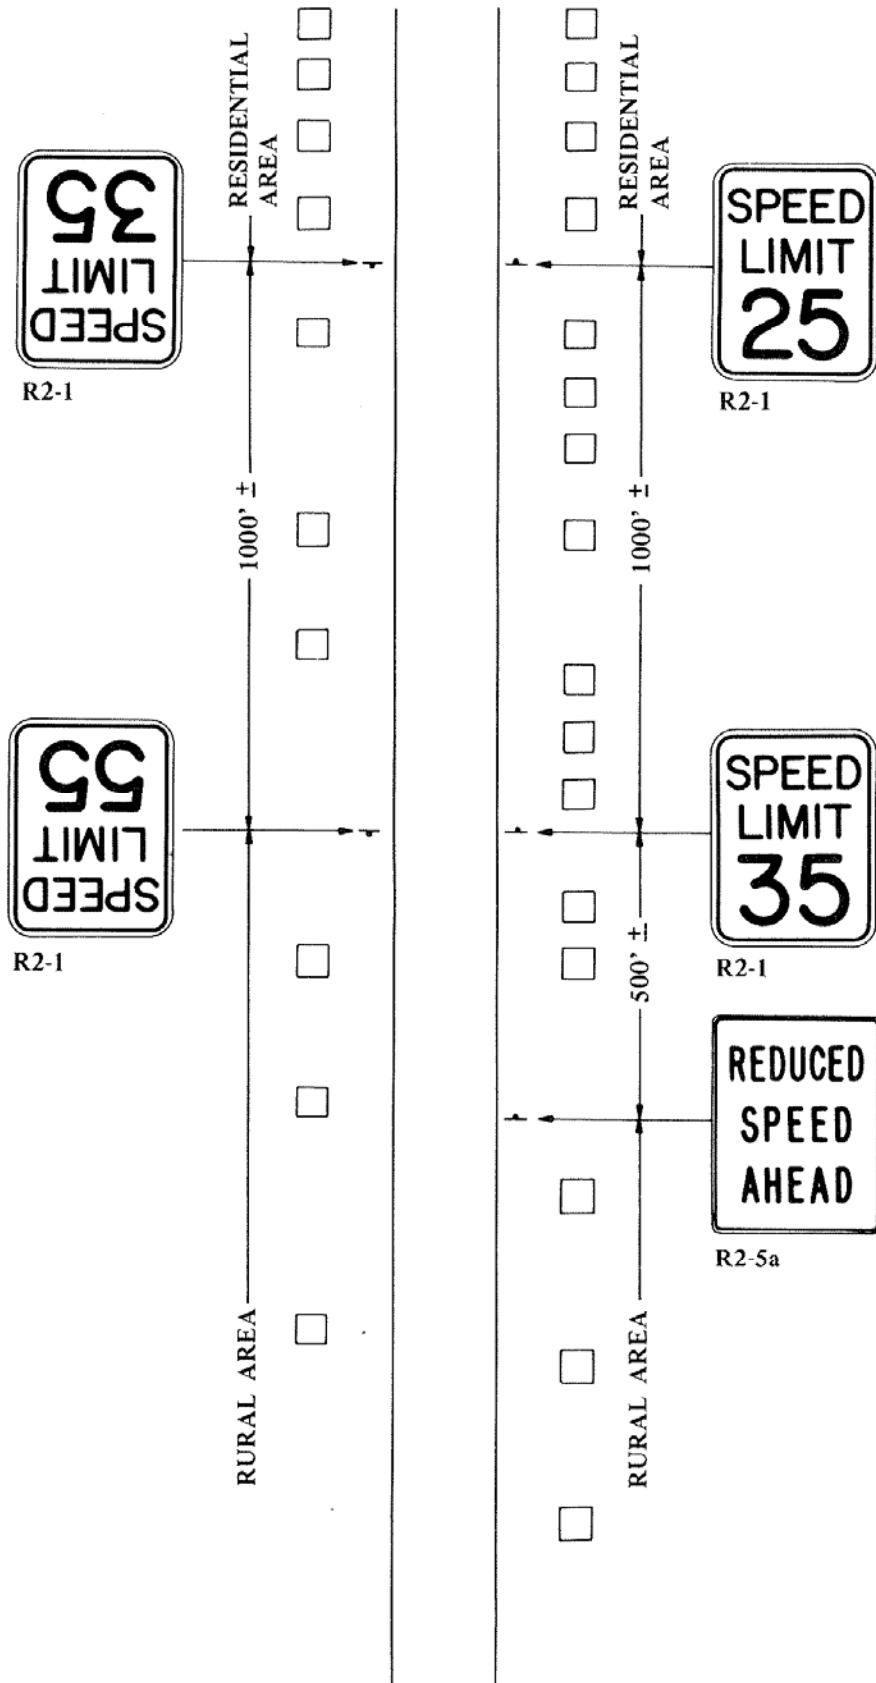 RESIDENTIAL
AREA
SPEED
LIMIT
35
R2-1
1000' ±
SPEED
LIMIT
55
R2-1
RURAL AREA
RESIDENTIAL
AREA
SPEED
LIMIT
25
R2-1
1000' ±
SPEED
LIMIT
35
R2-1
500' ±
REDUCED
SPEED
AHEAD
R2-5a
RURAL AREA